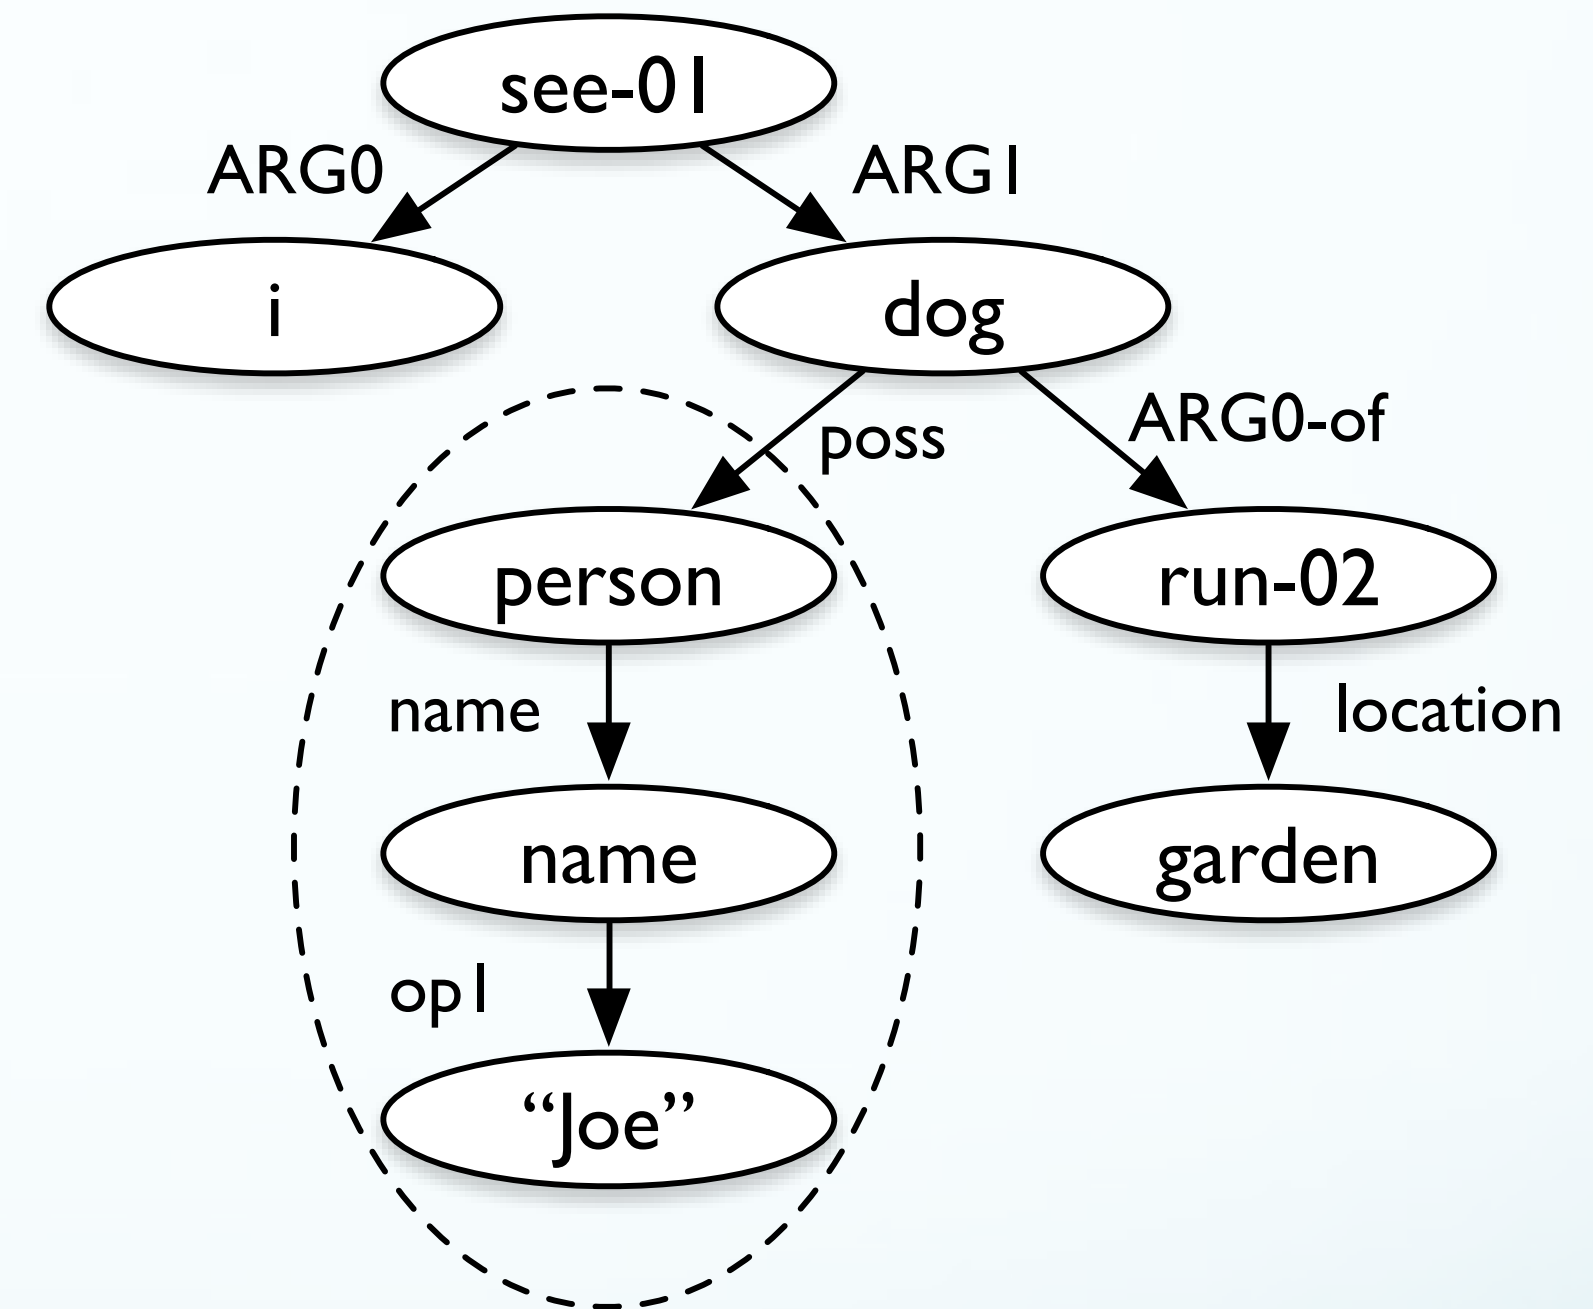 see-01
ARG0
ARG1
i
dog
poss
ARG0-of
person
run-02
name
location
name
garden
op1
“Joe”